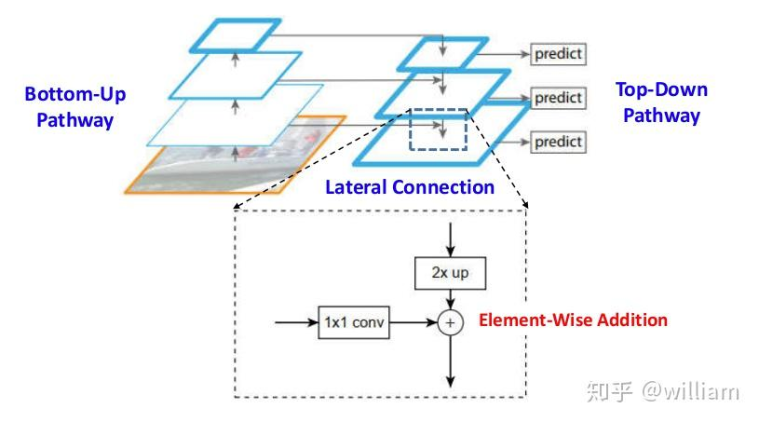 predict
Bottom-Up
Pathway
predict
Top-Down
Pathway
predict
Lateral Connection
2x up
1x1 conv
+
Element-Wise Addition
知乎 @william